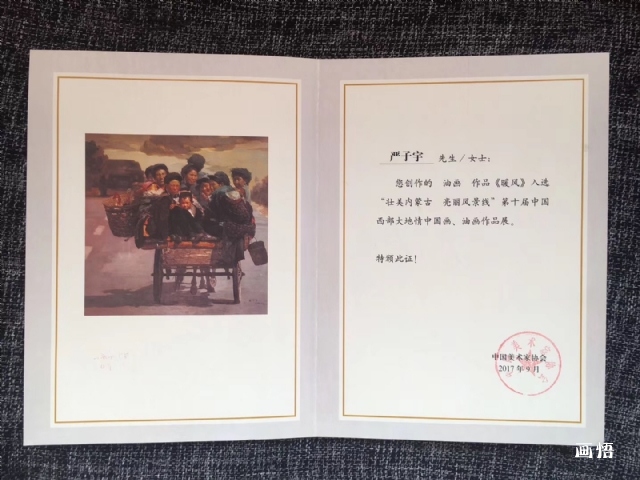 严子宇 先生/女士：
您创作的 油画 作品《暖风》入选
“壮美内蒙古 亮丽风景线”第十届中国
西部大地情中国画、油画作品展。
特颁此证！
中国美术家协会
2017年9月
画悟